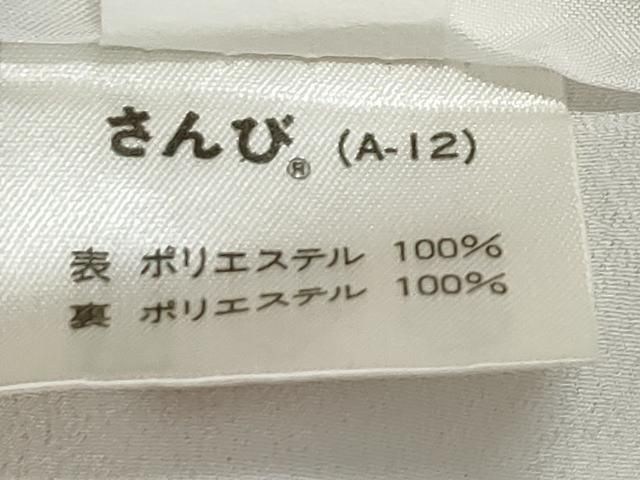 さんび® (A-12)
表 ポリエステル 100%
裏 ポリエステル 100%